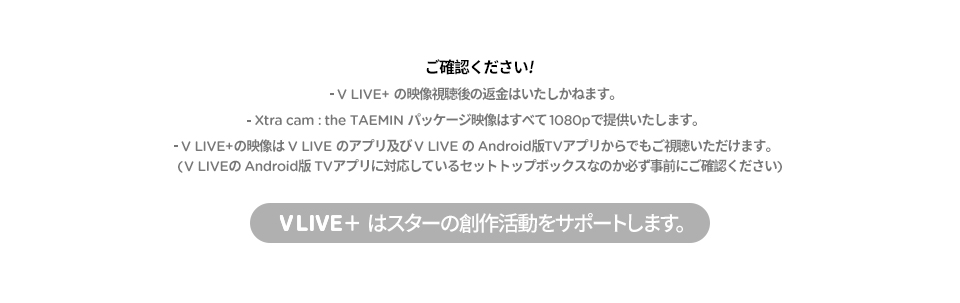 ご確認ください!
- V LIVE+ の映像視聴後の返金はいたしかねます。
- Xtra cam : the TAEMIN パッケージ映像はすべて1080pで提供いたします。
- V LIVE+の映像は V LIVE のアプリ及び V LIVE の Android版TVアプリからでもご視聴いただけます。
(V LIVEの Android版 TVアプリに対応しているセットトップボックスなのか必ず事前にご確認ください)
V LIVE+ はスターの創作活動をサポートします。